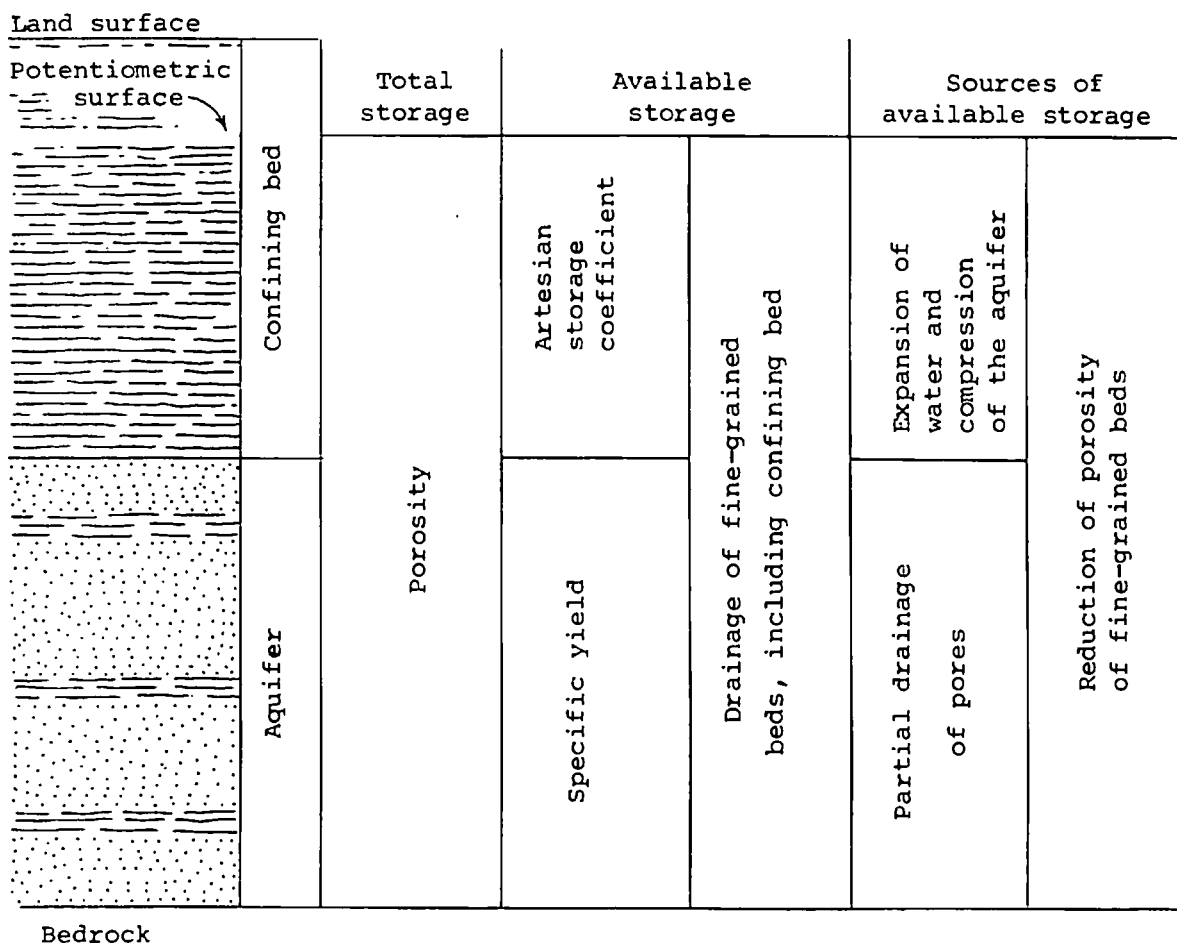 Land surface
Potentiometric
surface
Total
storage
Available
storage
Sources of
available storage
Confining bed
Aquifer
Porosity
Artesian
storage
coefficient
Specific yield
Drainage of fine-grained
beds, including confining bed
Expansion of
water and
compression
of the aquifer
Partial drainage
of pores
Reduction of porosity
of fine-grained beds
Bedrock